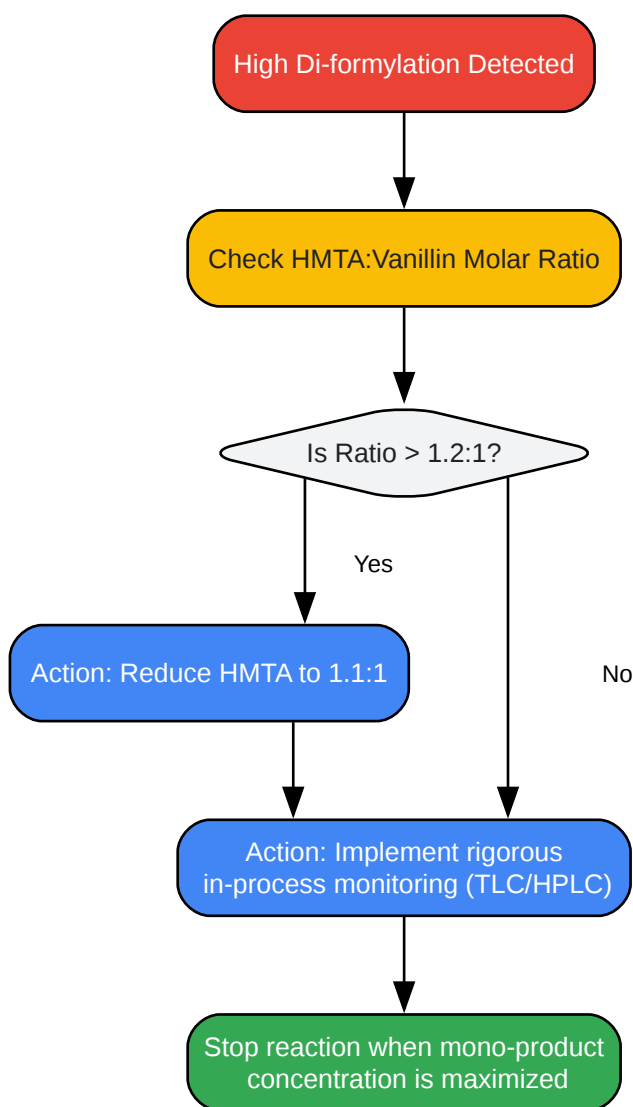 High Di-formylation Detected
Check HMTA:Vanillin Molar Ratio
Is Ratio > 1.2:1?
Yes
Action: Reduce HMTA to 1.1:1
No
Action: Implement rigorous
in-process monitoring (TLC/HPLC)
Stop reaction when mono-product
concentration is maximized